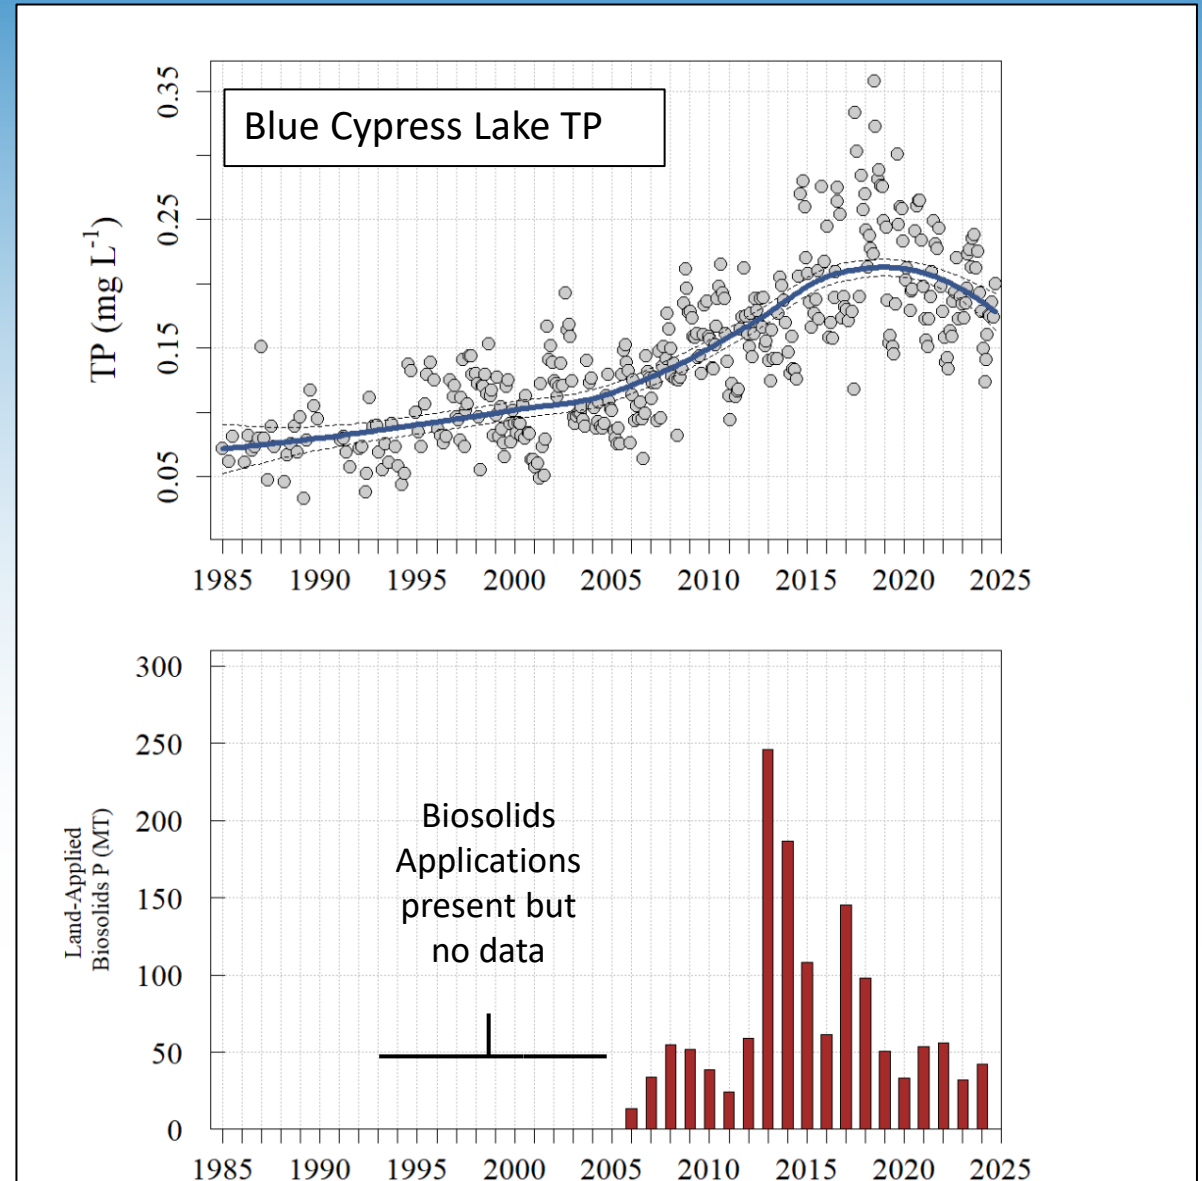 Blue Cypress Lake TP
TP (mg L⁻¹)
0.35
0.25
0.15
0.05
1985 1990 1995 2000 2005 2010 2015 2020 2025
Land-Applied
Biosolids P (MT)
300
250
200
150
100
50
0
Biosolids
Applications
present but
no data
1985 1990 1995 2000 2005 2010 2015 2020 2025